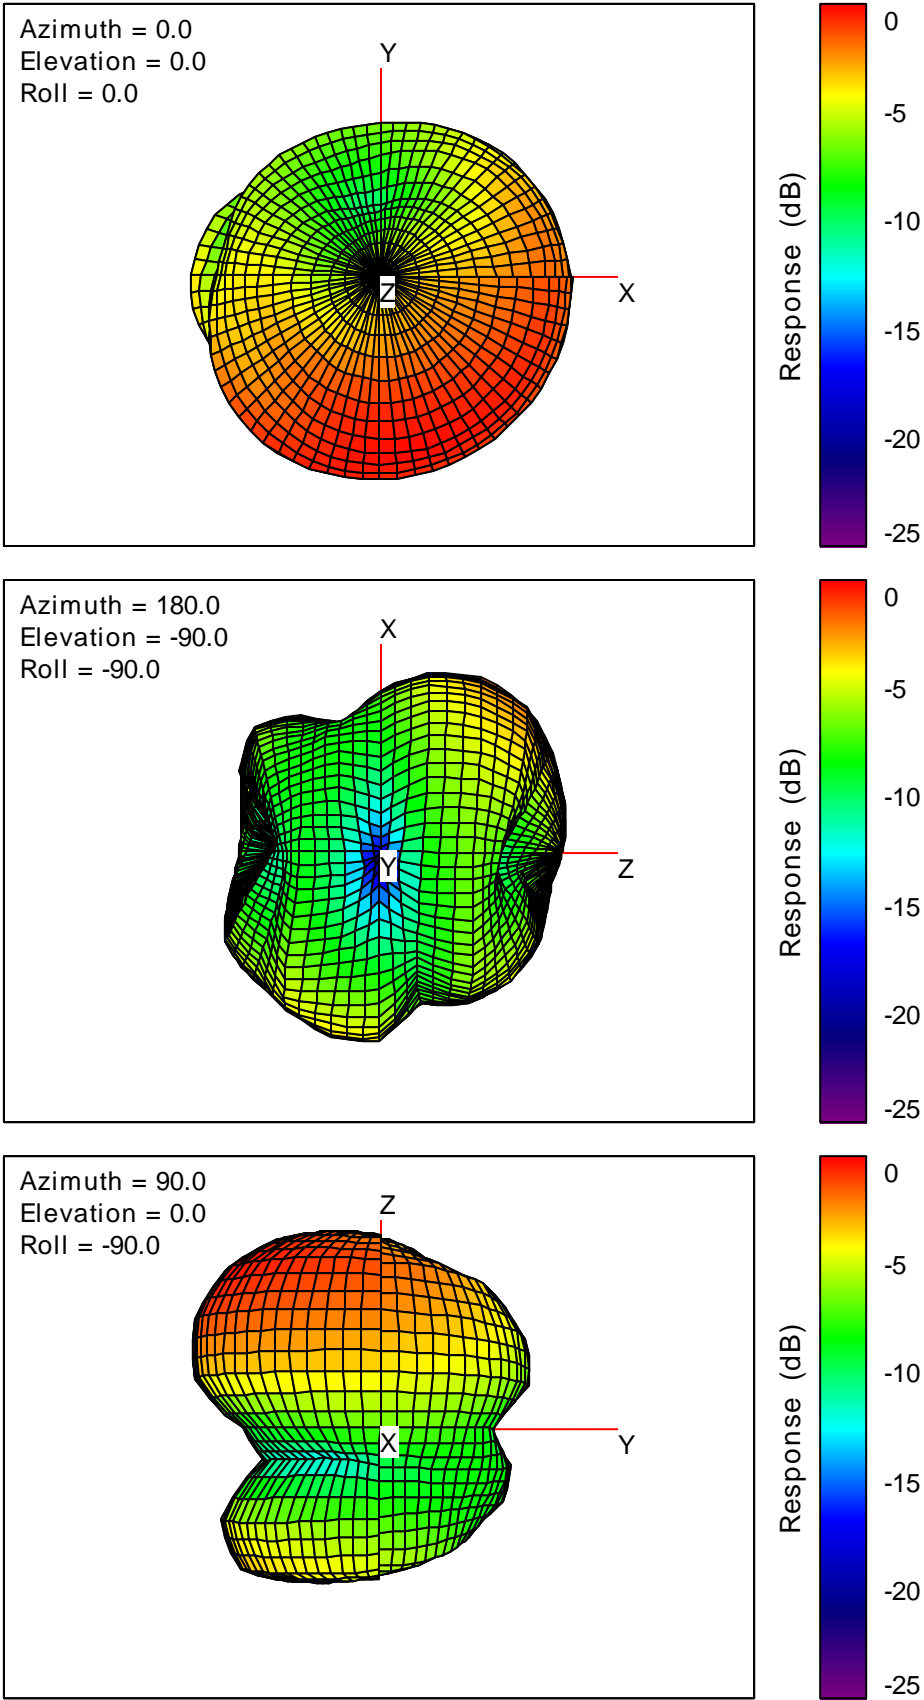 Azimuth = 0.0
Elevation = 0.0
Roll = 0.0
Y
X
Z
0
-5
-10
-15
-20
-25
Response (dB)
Azimuth = 180.0
Elevation = -90.0
Roll = -90.0
X
Z
Y
0
-5
-10
-15
-20
-25
Response (dB)
Azimuth = 90.0
Elevation = 0.0
Roll = -90.0
Z
Y
X
0
-5
-10
-15
-20
-25
Response (dB)